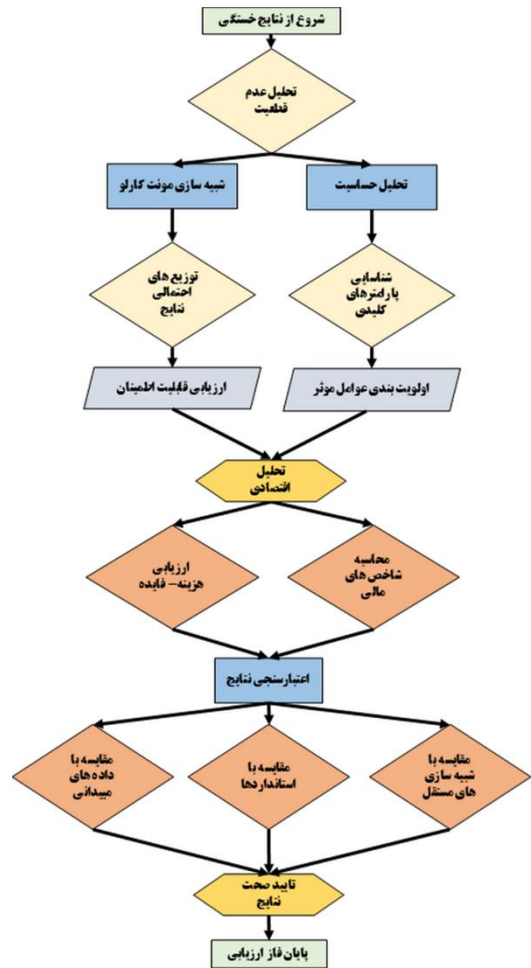 شروع از نتایج خستگی
تحلیل عدم
قطعیت
تحلیل حساسیت
شبیه سازی مونت کارلو
شناسایی
پارامترهای
کلیدی
توزیع های
احتمالی
نتایج
اولویت بندی عوامل موثر
ارزیابی قابلیت اطمینان
تحلیل
اقتصادی
محاسبه
شاخص های
مالی
ارزیابی
هزینه- فایده
اعتبارسنجی نتایج
مقایسه با
شبیه سازی
های مستقل
مقایسه با
استانداردها
مقایسه با
داده های
میدانی
تایید صحت
نتایج
پایان فاز ارزیابی